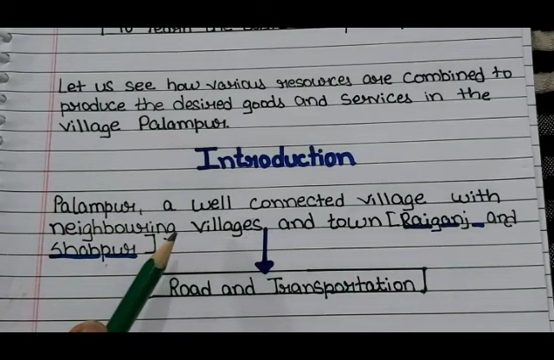 Let us see how various resources are combined to
produce the desired goods and services in the
village Palampur.
Introduction
Palampur, a well connected village with
neighbouring villages and town [Raiganj and
Shahpur]
Road and Transportation]